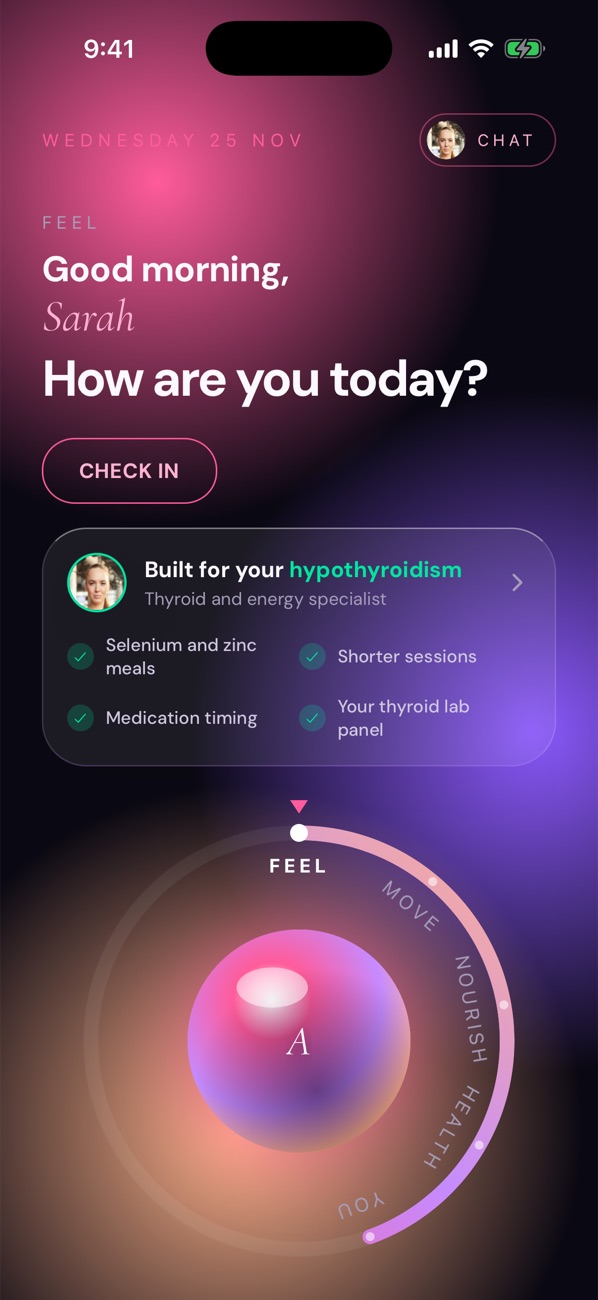 9:41
WEDNESDAY 25 NOV
CHAT
FEEL
Good morning,
Sarah
How are you today?
CHECK IN
Built for your hypothyroidism
Thyroid and energy specialist
Selenium and zinc
meals
Shorter sessions
Medication timing
Your thyroid lab
panel
FEEL
MOVE
NOURISH
HEALTH
YOU
A